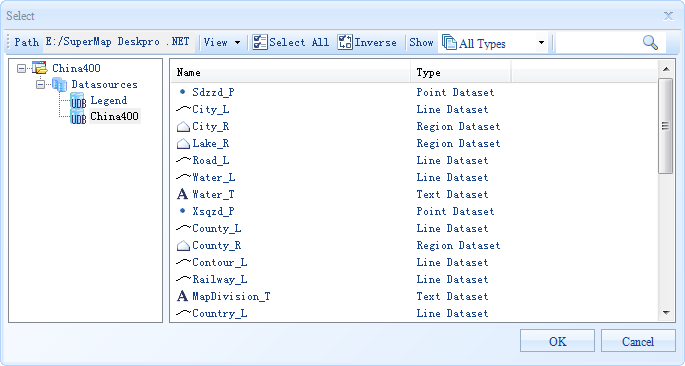 Select
Path E:/SuperMap Deskpro .NET View Select All Inverse Show All Types
China400
Datasources
UDB Legend
UDB China400
Name Type
Sdzzd_P Point Dataset
City_L Line Dataset
City_R Region Dataset
Lake_R Region Dataset
Road_L Line Dataset
Water_L Line Dataset
A Water_T Text Dataset
Xsqzd_P Point Dataset
County_L Line Dataset
County_R Region Dataset
Contour_L Line Dataset
Railway_L Line Dataset
A MapDivision_T Text Dataset
Country_L Line Dataset
OK Cancel